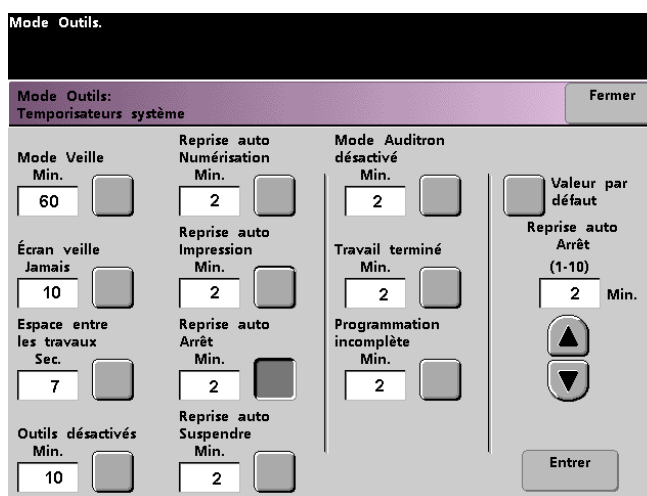 Mode Outils.
Mode Outils:
Temporisateurs système
Fermer
Mode Veille
Min.
60
Écran veille
Jamais
10
Espace entre
les travaux
Sec.
7
Outils désactivés
Min.
10
Reprise auto
Numérisation
Min.
2
Reprise auto
Impression
Min.
2
Reprise auto
Arrêt
Min.
2
Reprise auto
Suspendre
Min.
2
Mode Auditron
désactivé
Min.
2
Travail terminé
Min.
2
Programmation
incomplète
Min.
2
Valeur par
défaut
Reprise auto
Arrêt
(1-10)
2 Min.
Entrer